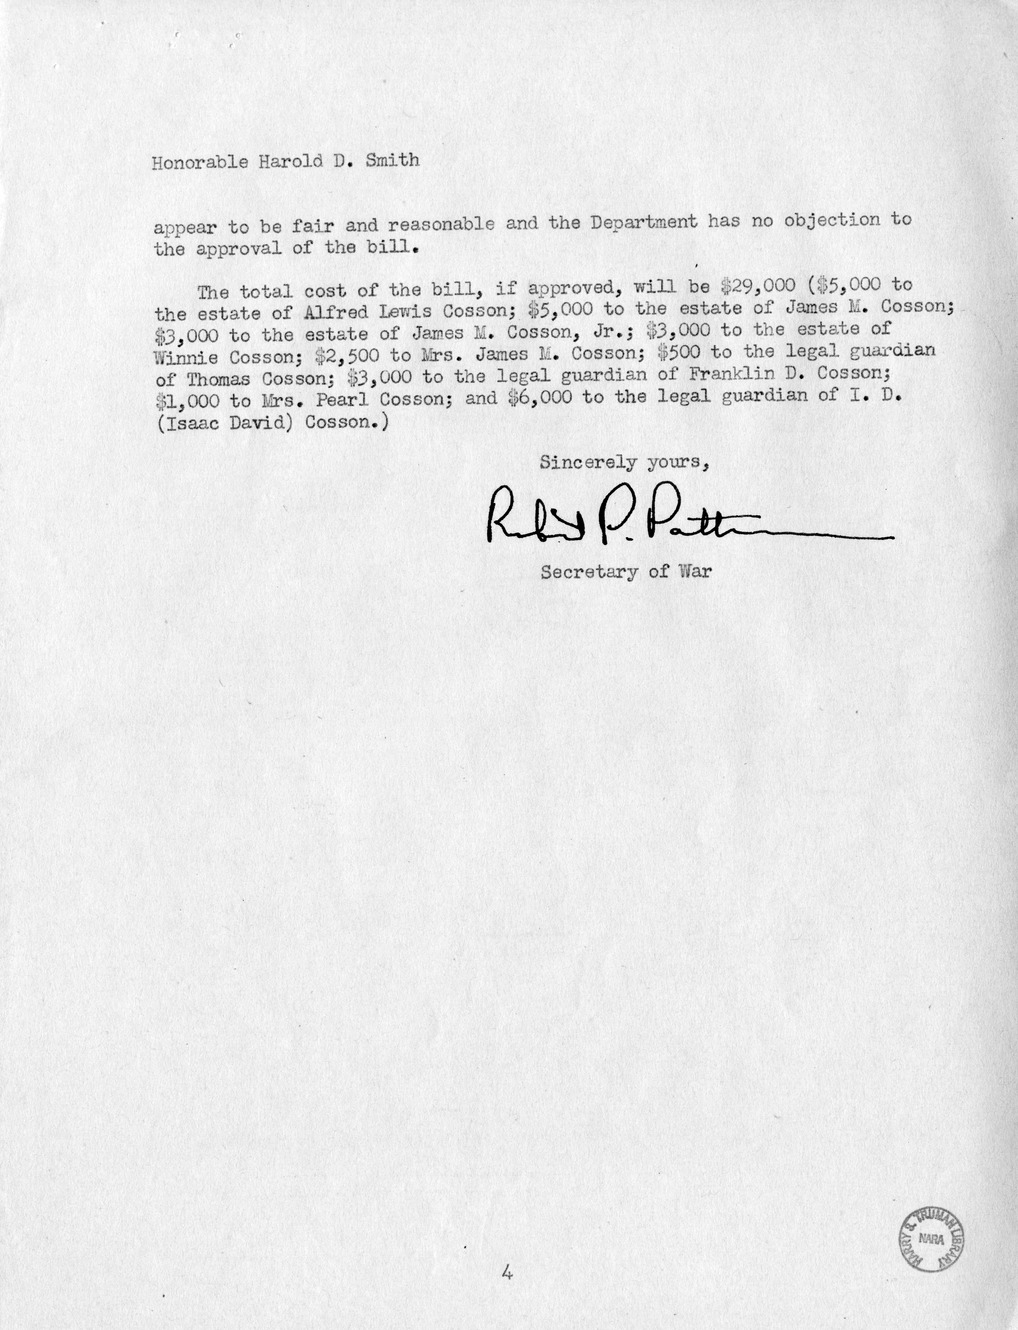 Honorable Harold D. Smith
appear to be fair and reasonable and the Department has no objection to
the approval of the bill.
The total cost of the bill, if approved, will be $29,000 ($5,000 to
the estate of Alfred Lewis Cosson; $5,000 to the estate of James M. Cosson;
$3,000 to the estate of James M. Cosson, Jr.; $3,000 to the estate of
Winnie Cosson; $2,500 to Mrs. James M. Cosson; $500 to the legal guardian
of Thomas Cosson; $3,000 to the legal guardian of Franklin D. Cosson;
$1,000 to Mrs. Pearl Cosson; and $6,000 to the legal guardian of I. D.
(Isaac David) Cosson.)
Sincerely yours,
Robert P. Patterson
Secretary of War
HARRY S. TRUMAN LIBRARY
NARA
4